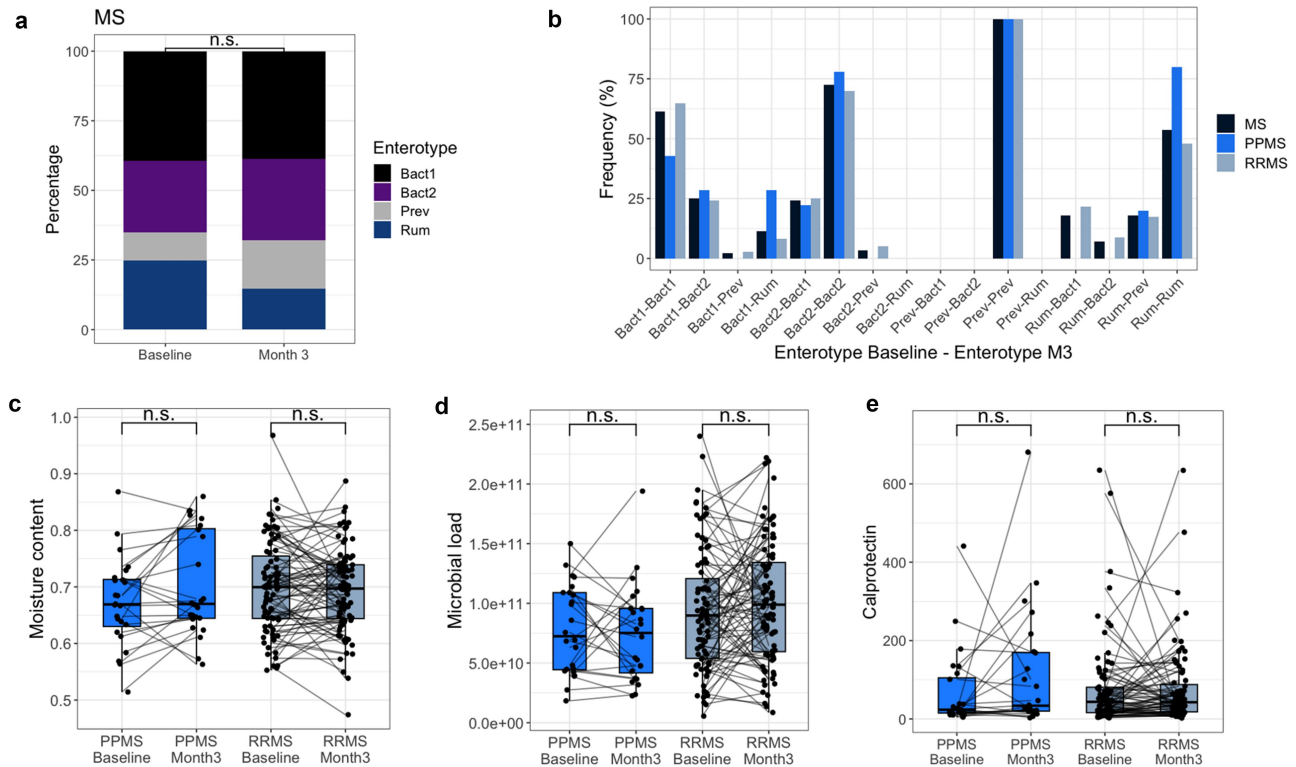 a
MS
n.s.
100
75
50
25
0
Percentage
Baseline
Month 3
Enterotype
Bact1
Bact2
Prev
Rum
b
100
75
50
25
0
Frequency (%)
Bact1-Bact1
Bact1-Bact2
Bact1-Prev
Bact1-Rum
Bact2-Bact1
Bact2-Bact2
Bact2-Prev
Bact2-Rum
Prev-Bact1
Prev-Bact2
Prev-Prev
Prev-Rum
Rum-Bact1
Rum-Bact2
Rum-Prev
Rum-Rum
Enterotype Baseline - Enterotype M3
MS
PPMS
RRMS
c
n.s.
n.s.
1.0
0.9
0.8
0.7
0.6
0.5
Moisture content
PPMS
Baseline
PPMS
Month3
RRMS
Baseline
RRMS
Month3
d
n.s.
n.s.
2.5e+11
2.0e+11
1.5e+11
1.0e+11
5.0e+10
0.0e+00
Microbial load
PPMS
Baseline
PPMS
Month3
RRMS
Baseline
RRMS
Month3
e
n.s.
n.s.
600
400
200
0
Calprotectin
PPMS
Baseline
PPMS
Month3
RRMS
Baseline
RRMS
Month3